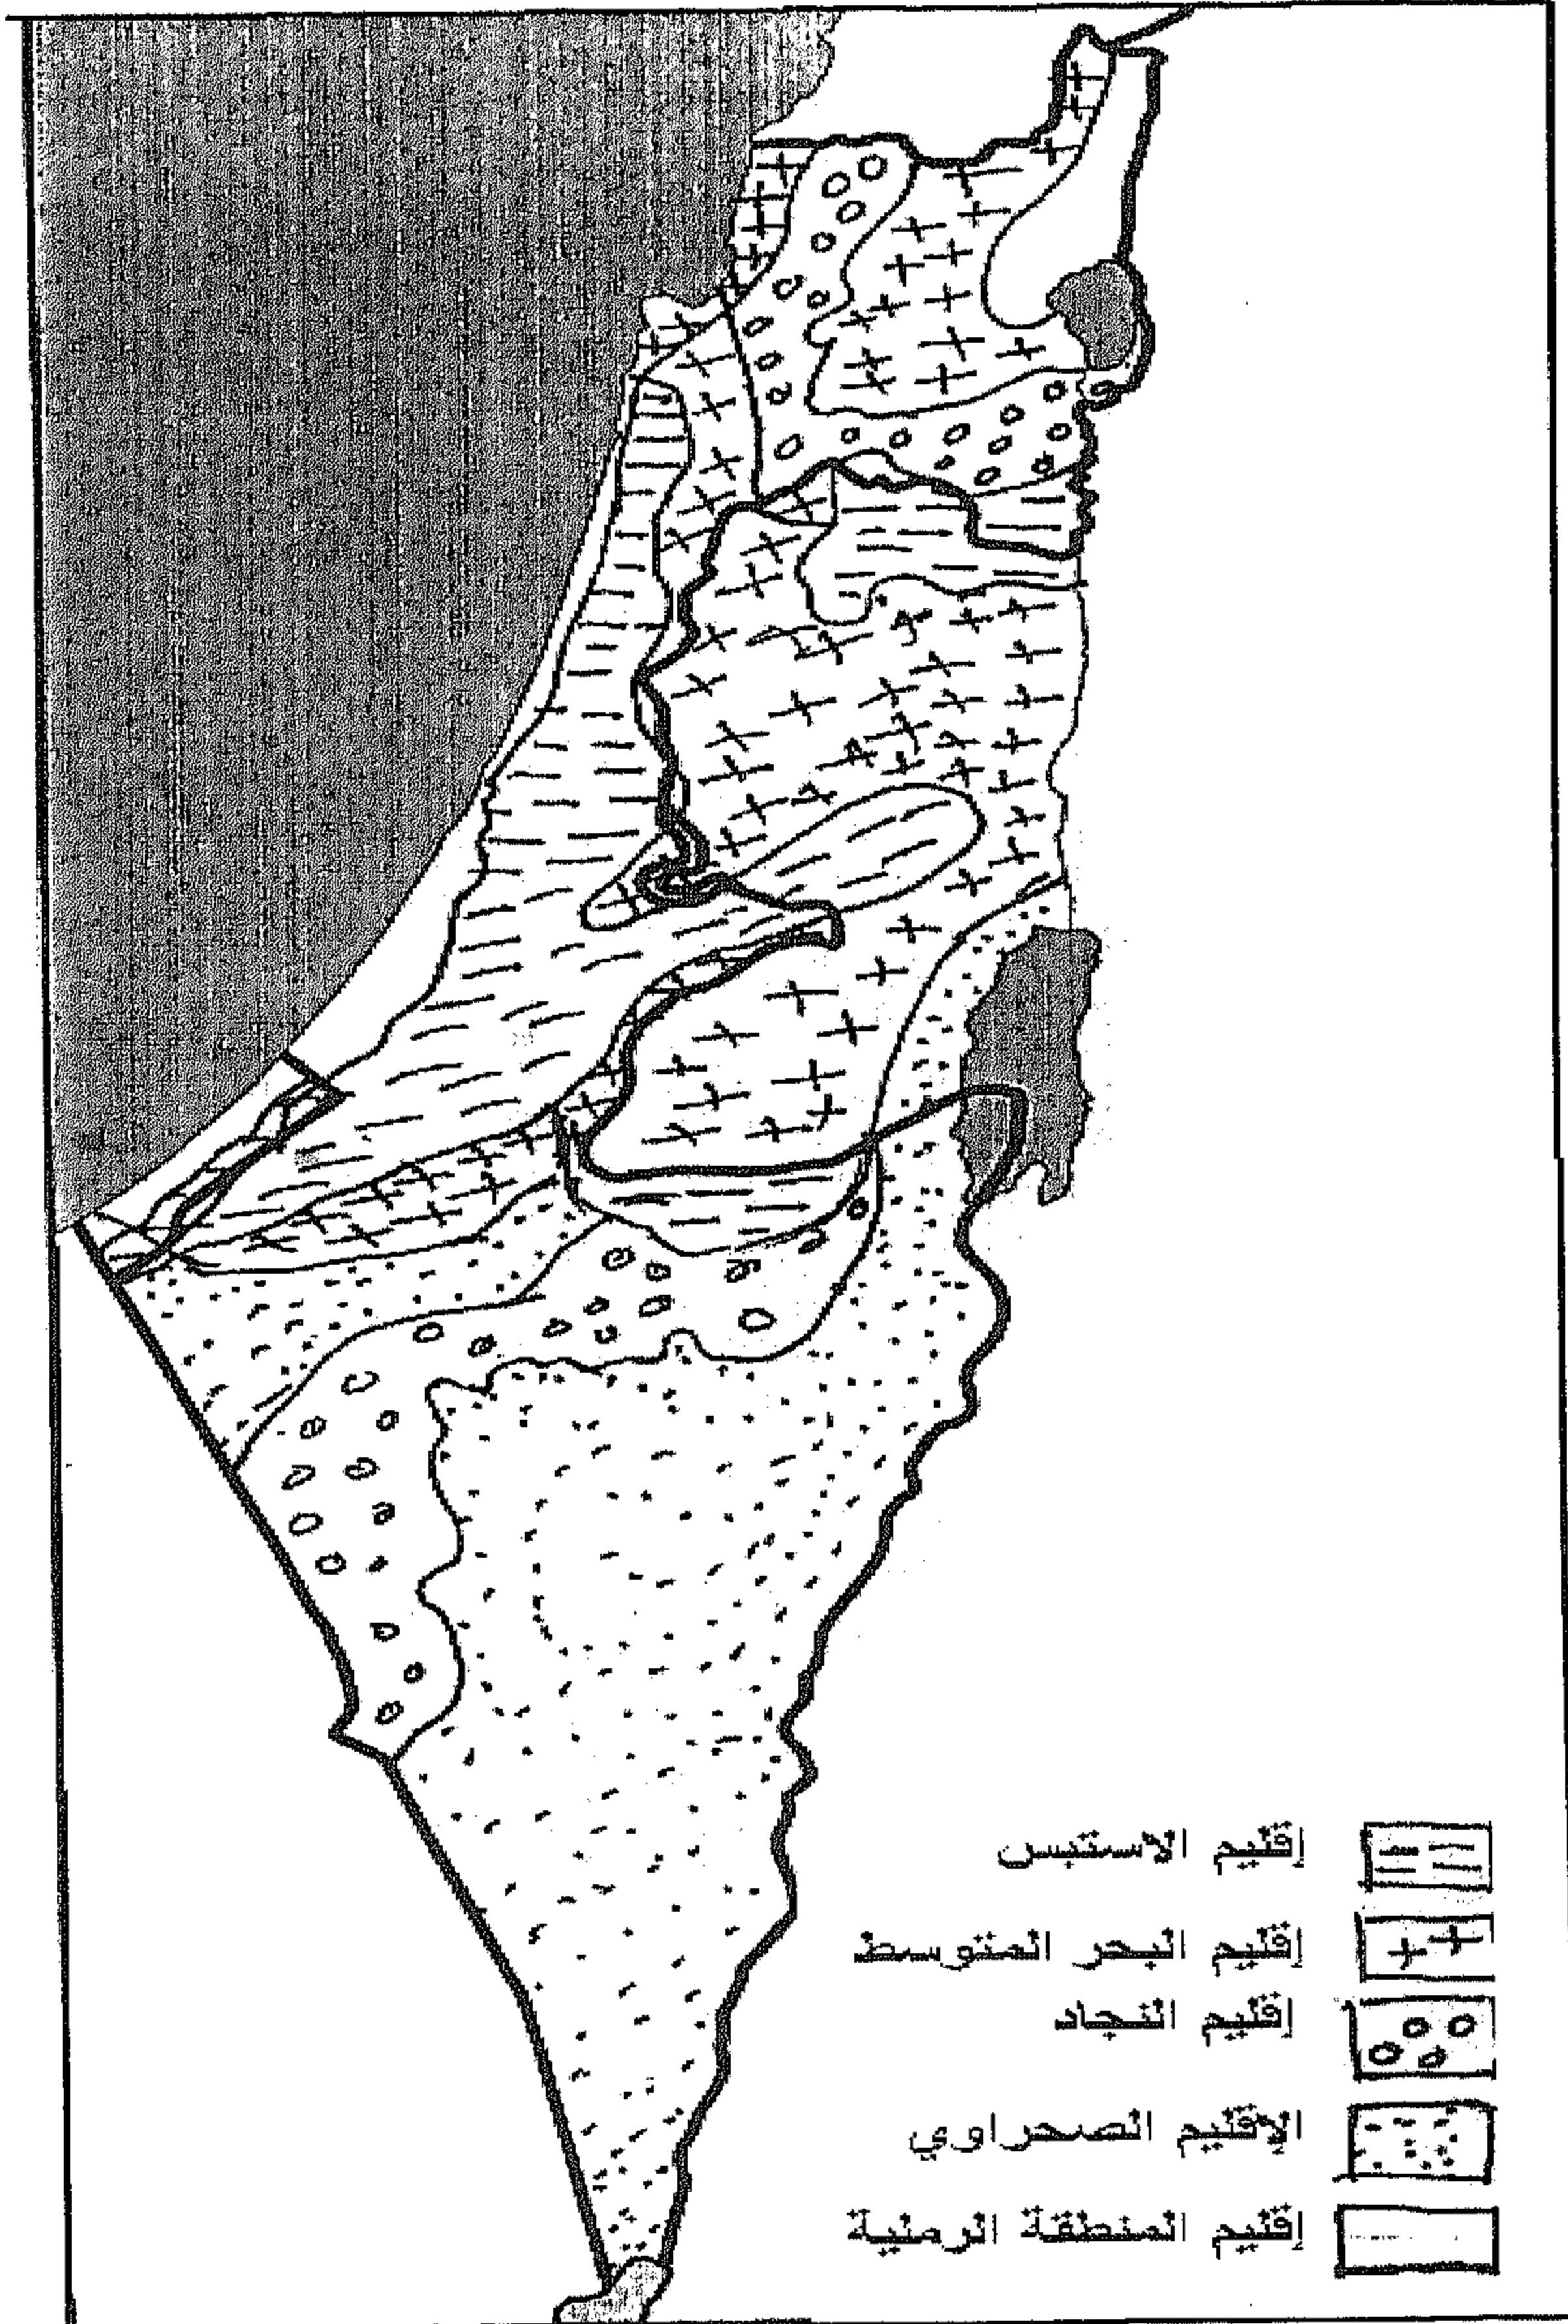 إقليم الاستبس
إقليم البحر المتوسط
إقليم النجاد
الإقليم الصحراوي
إقليم المنطقة الرملية